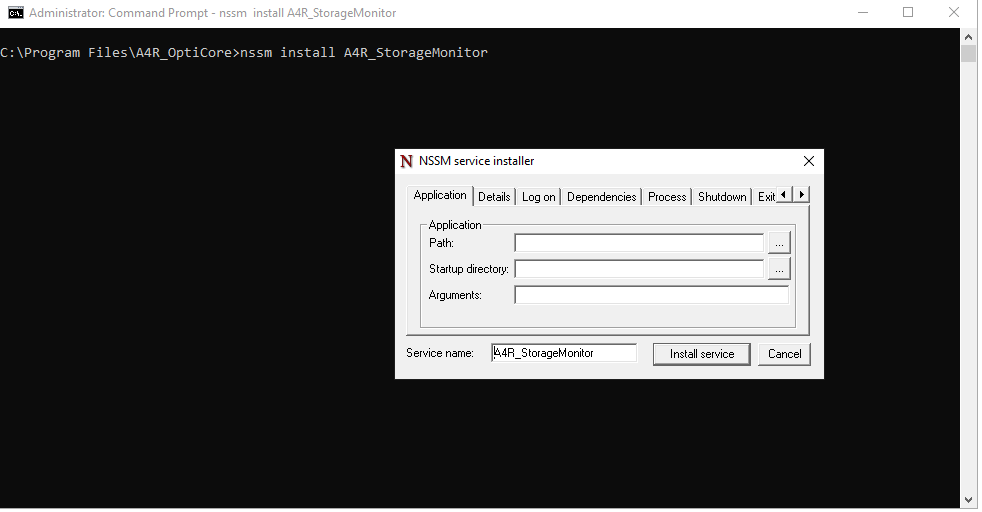 Administrator: Command Prompt - nssm  install A4R_StorageMonitor
C:\Program Files\A4R_OptiCore>nssm install A4R_StorageMonitor
NSSM service installer
Application Details Log on Dependencies Process Shutdown Exit
Application
Path: ...
Startup directory: ...
Arguments:
Service name: A4R_StorageMonitor Install service Cancel